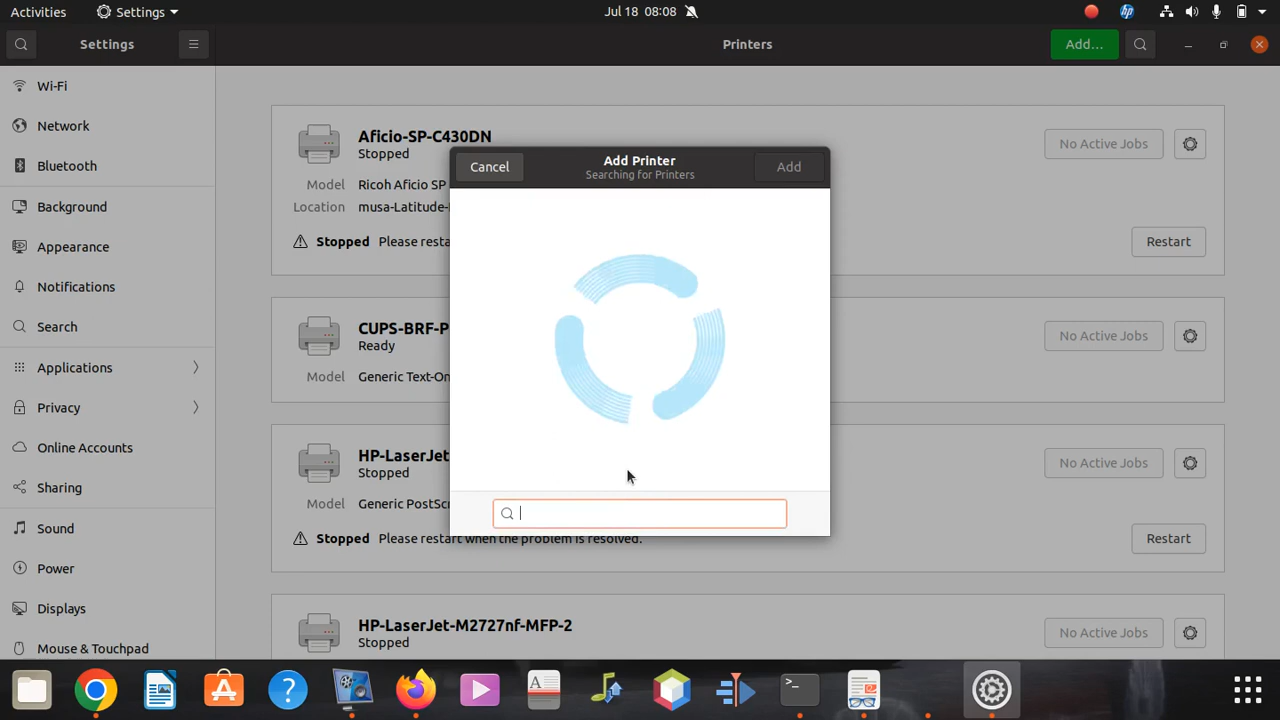 Activities
Settings
Jul 18 08:08
hp
Settings
Printers
Add…
Wi-Fi
Network
Bluetooth
Background
Appearance
Notifications
Search
Applications
Privacy
Online Accounts
Sharing
Sound
Power
Displays
Mouse & Touchpad
Aficio-SP-C430DN
Stopped
No Active Jobs
Model Ricoh Aficio SP
Location musa-Latitude-
Stopped Please resta
Restart
CUPS-BRF-P
Ready
No Active Jobs
Model Generic Text-On
HP-LaserJet
Stopped
No Active Jobs
Model Generic PostScr
Stopped Please restart when the problem is resolved.
Restart
HP-LaserJet-M2727nf-MFP-2
Stopped
No Active Jobs
Cancel
Add Printer
Searching for Printers
Add